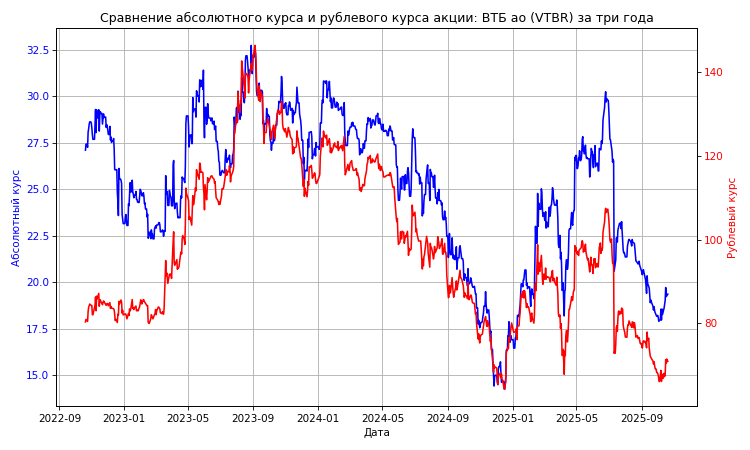 Сравнение абсолютного курса и рублевого курса акции: ВТБ ао (VTBR) за три года
32.5
30.0
27.5
25.0
22.5
20.0
17.5
15.0
Абсолютный курс
140
120
100
80
Рублевый курс
2022-09 2023-01 2023-05 2023-09 2024-01 2024-05 2024-09 2025-01 2025-05 2025-09
Дата